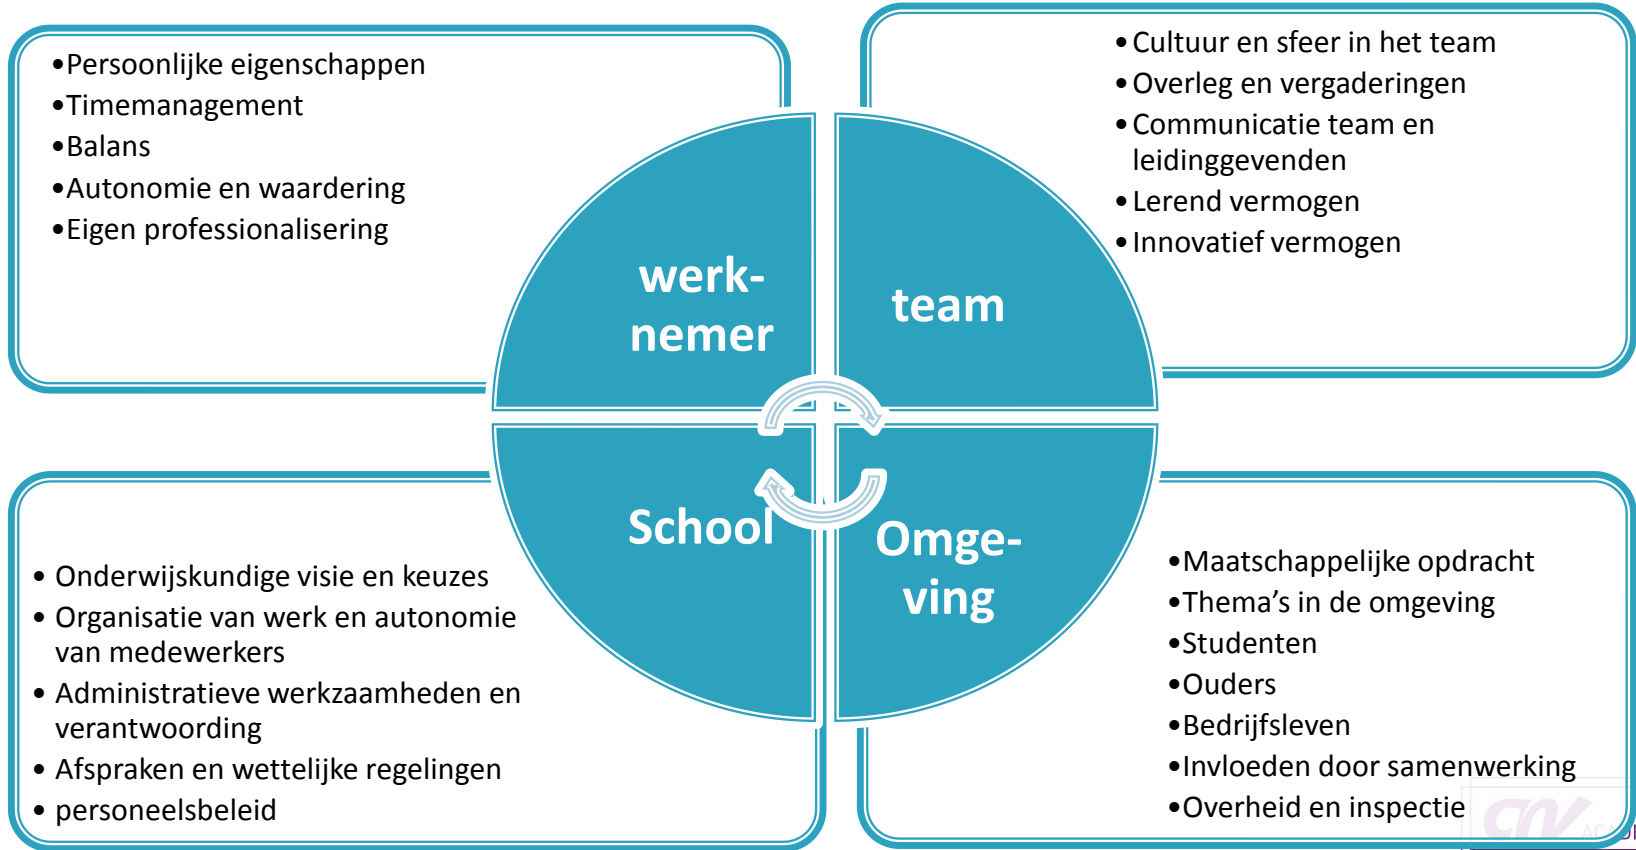 •Persoonlijke eigenschappen
•Timemanagement
•Balans
•Autonomie en waardering
•Eigen professionalisering
•Cultuur en sfeer in het team
•Overleg en vergaderingen
•Communicatie team en
leidinggevenden
•Lerend vermogen
•Innovatief vermogen
werk-
nemer
team
School
Omge-
ving
• Onderwijskundige visie en keuzes
• Organisatie van werk en autonomie
van medewerkers
• Administratieve werkzaamheden en
verantwoording
• Afspraken en wettelijke regelingen
• personeelsbeleid
•Maatschappelijke opdracht
•Thema’s in de omgeving
•Studenten
•Ouders
•Bedrijfsleven
•Invloeden door samenwerking
•Overheid en inspectie
CNV